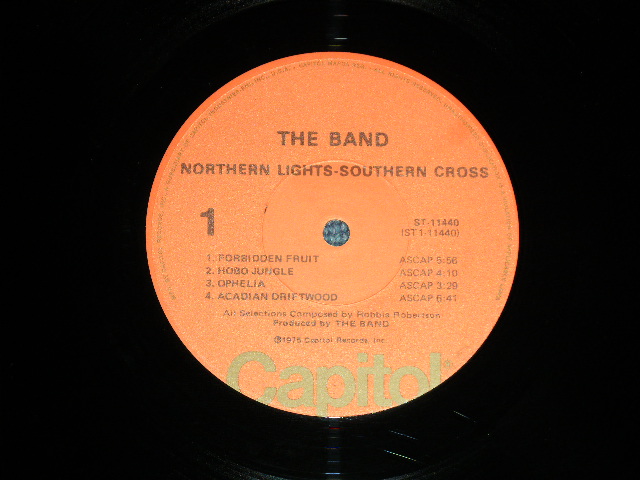 THE BAND
NORTHERN LIGHTS-SOUTHERN CROSS
1
ST-11440
(ST1-11440)
1. FORBIDDEN FRUIT ASCAP 5:56
2. HOBO JUNGLE ASCAP 4:10
3. OPHELIA ASCAP 3:29
4. ACADIAN DRIFTWOOD ASCAP 6:41
All Selections Composed by Robbie Robertson
Produced by THE BAND
℗1975 Capitol Records, Inc.
Capitol